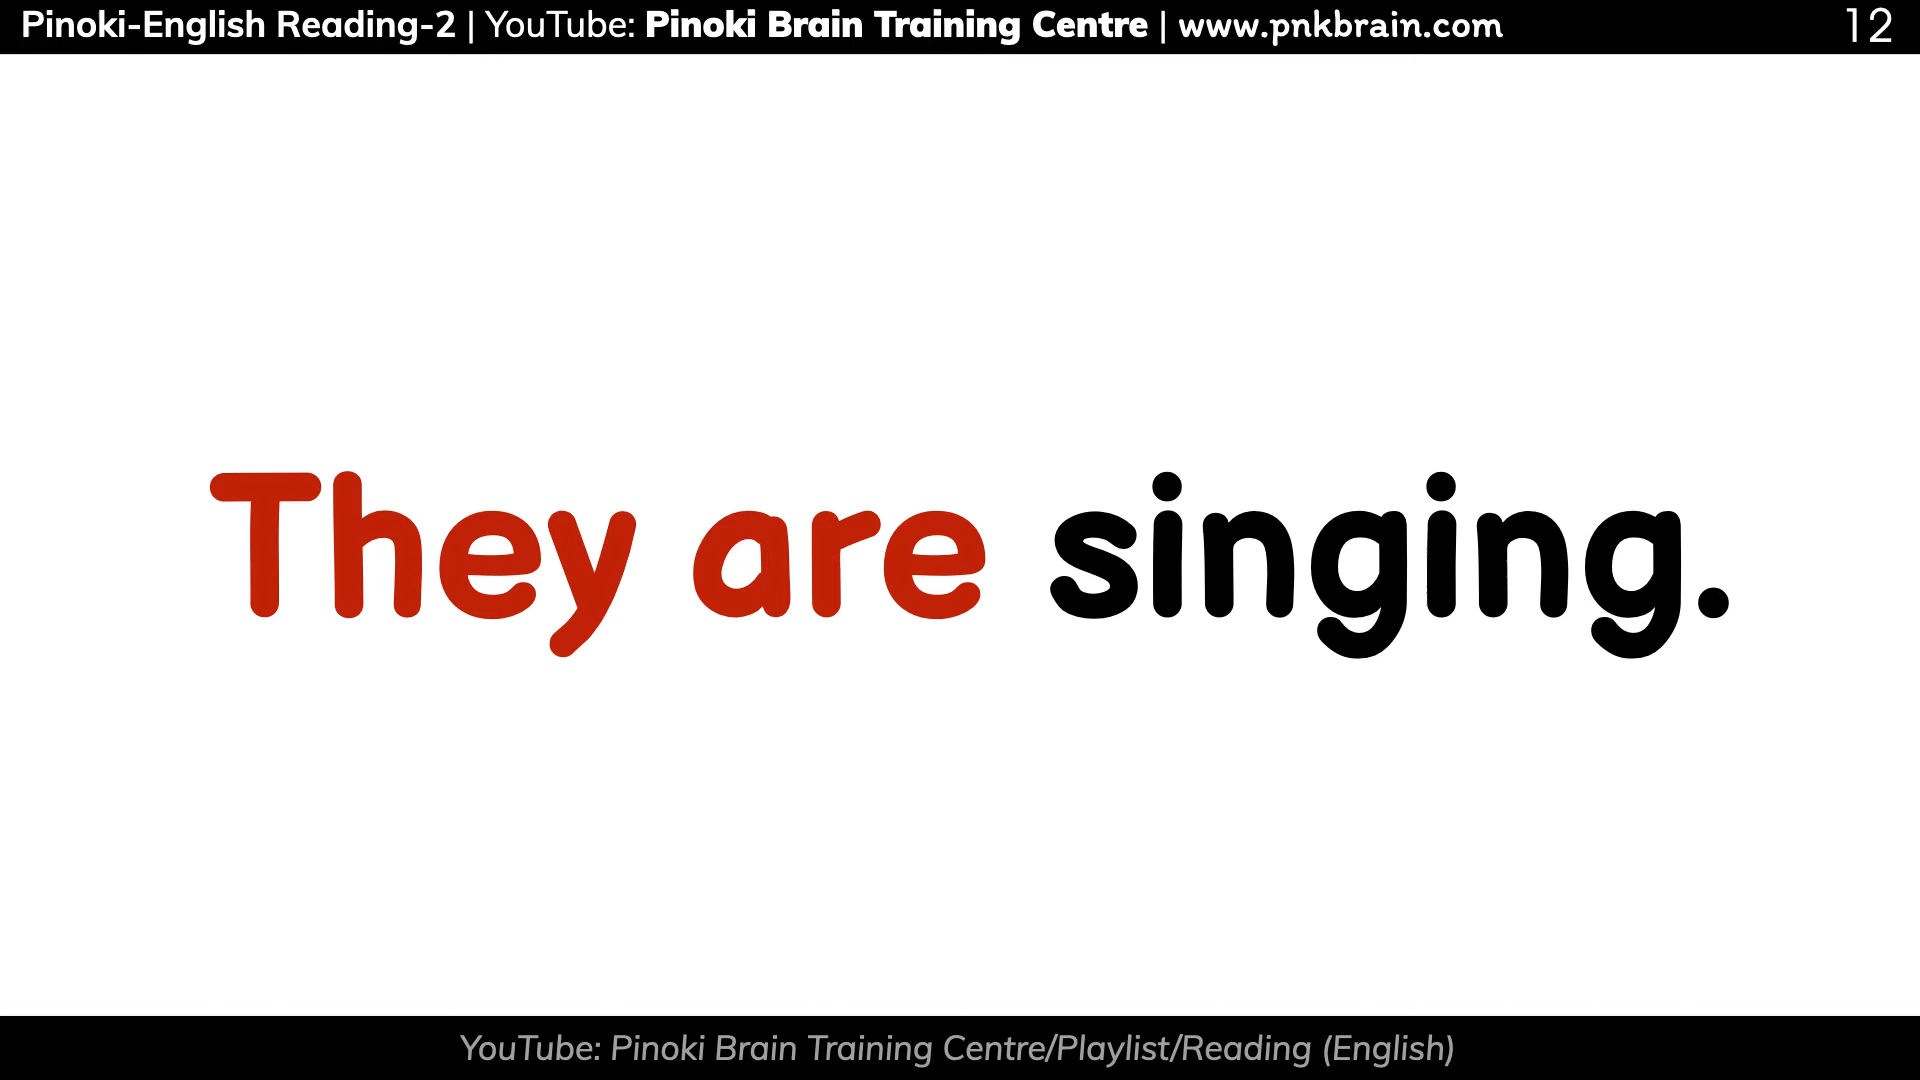 Pinoki-English Reading-2 | YouTube: Pinoki Brain Training Centre | www.pnkbrain.com 12
They are singing.
YouTube: Pinoki Brain Training Centre/Playlist/Reading (English)